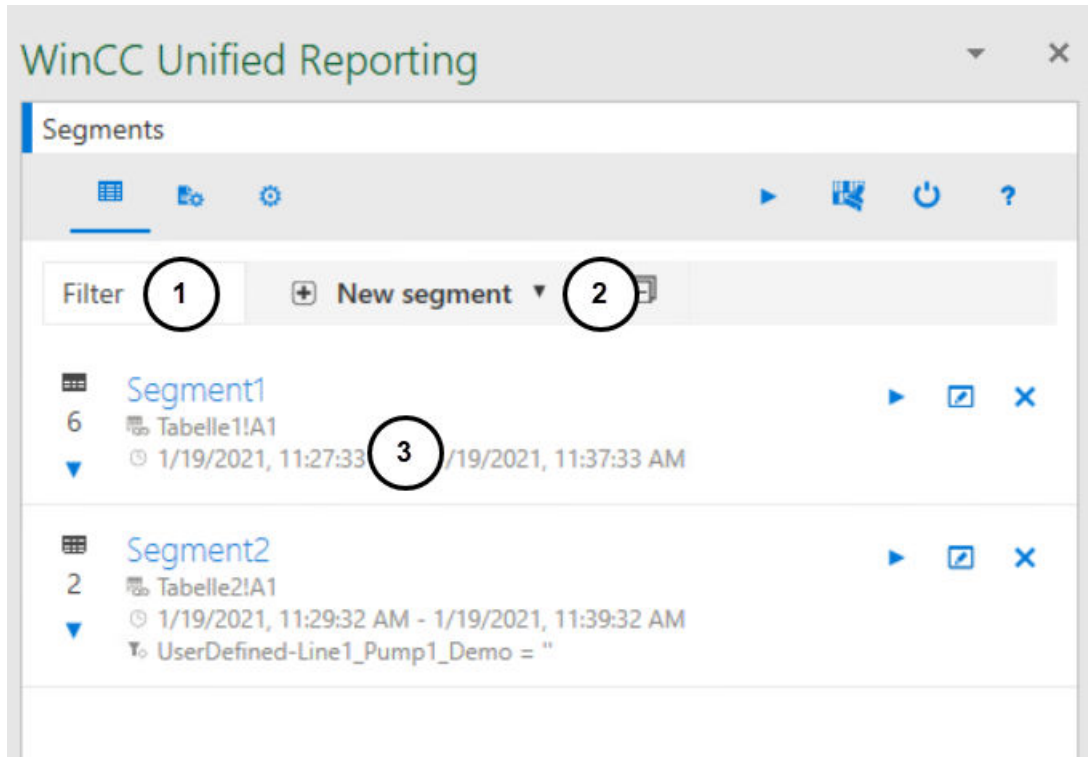 WinCC Unified Reporting
Segments
?
Filter 1 New segment 2
Segment1
6 Tabelle1!A1
1/19/2021, 11:27:33 3 /19/2021, 11:37:33 AM
Segment2
2 Tabelle2!A1
1/19/2021, 11:29:32 AM - 1/19/2021, 11:39:32 AM
UserDefined-Line1_Pump1_Demo = ''